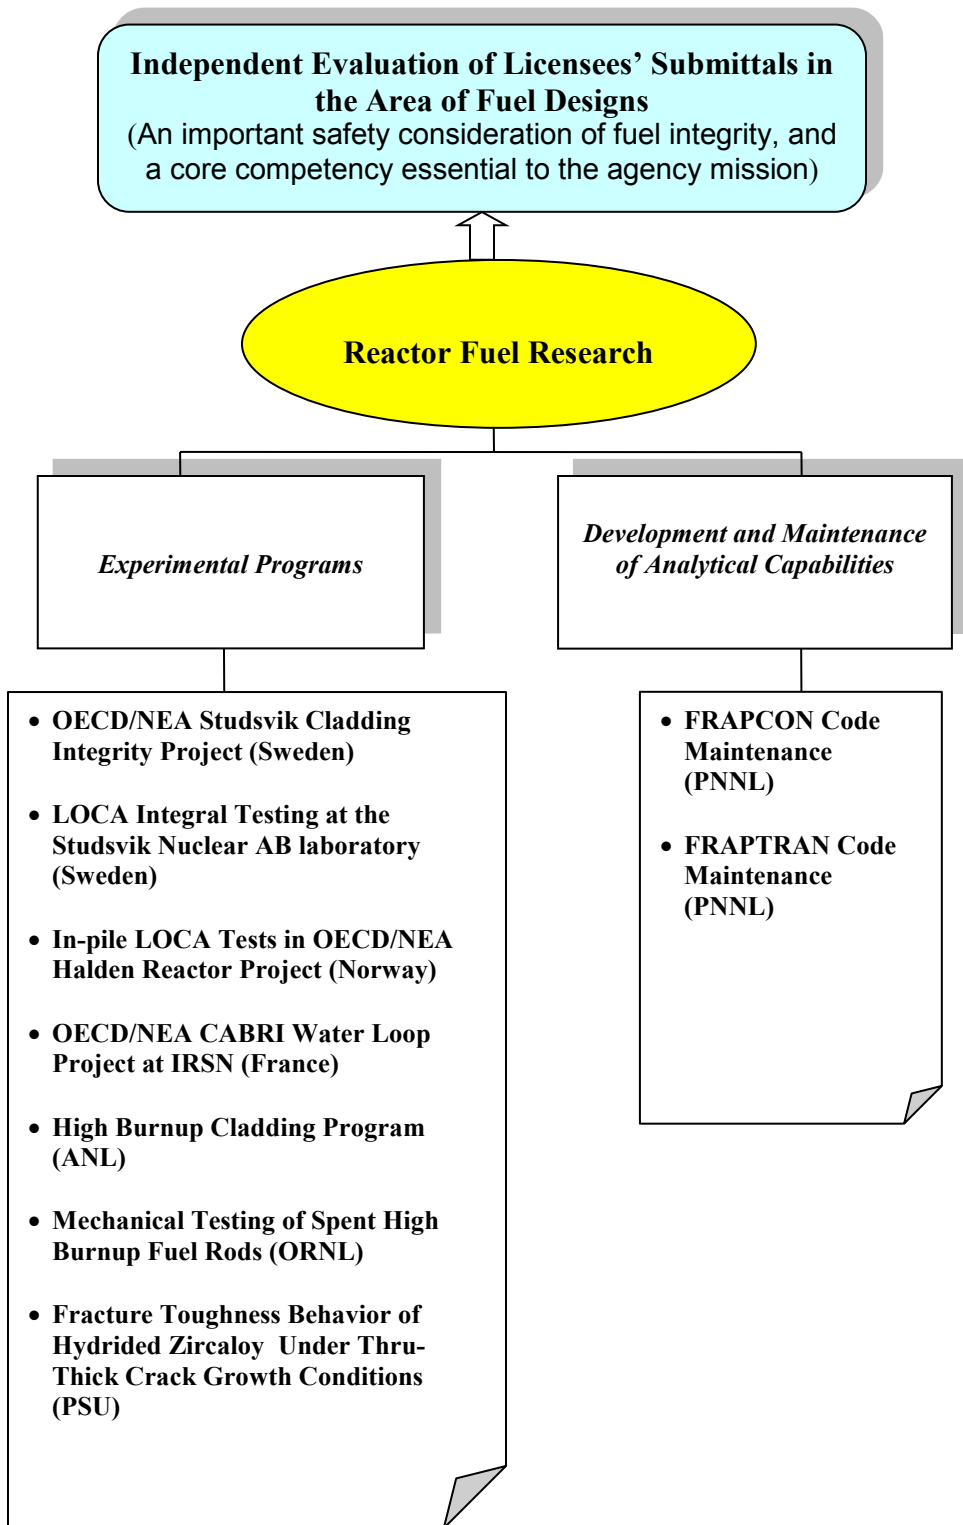 Independent Evaluation of Licensees’ Submittals in
the Area of Fuel Designs
(An important safety consideration of fuel integrity, and
a core competency essential to the agency mission)
Reactor Fuel Research
Experimental Programs
Development and Maintenance
of Analytical Capabilities
• OECD/NEA Studsvik Cladding
Integrity Project (Sweden)
• LOCA Integral Testing at the
Studsvik Nuclear AB laboratory
(Sweden)
• In-pile LOCA Tests in OECD/NEA
Halden Reactor Project (Norway)
• OECD/NEA CABRI Water Loop
Project at IRSN (France)
• High Burnup Cladding Program
(ANL)
• Mechanical Testing of Spent High
Burnup Fuel Rods (ORNL)
• Fracture Toughness Behavior of
Hydrided Zircaloy Under Thru-
Thick Crack Growth Conditions
(PSU)
• FRAPCON Code
Maintenance
(PNNL)
• FRAPTRAN Code
Maintenance
(PNNL)